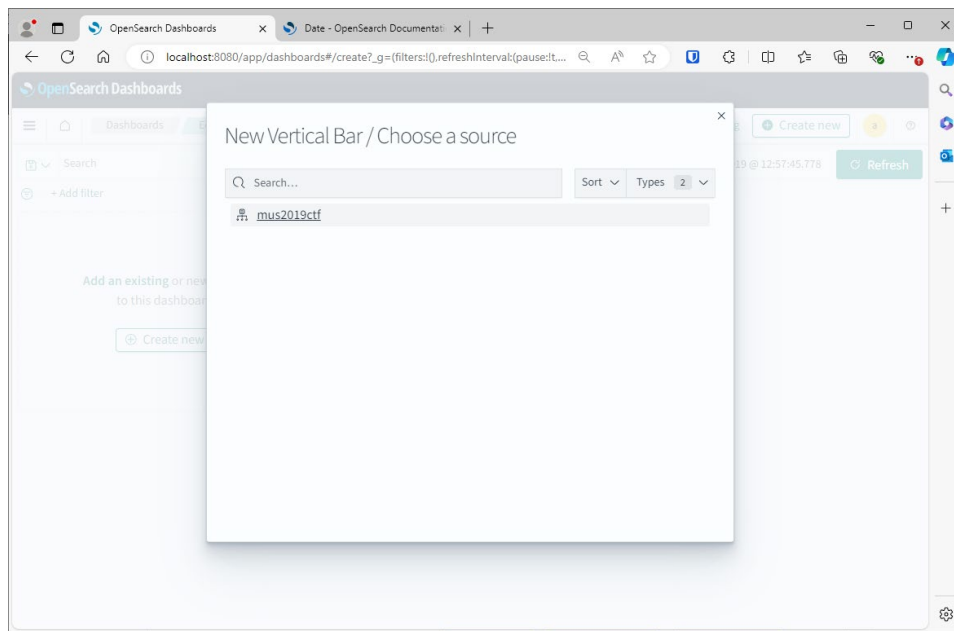 OpenSearch Dashboards
Date - OpenSearch Documentati
localhost:8080/app/dashboards#/create?_g=(filters:!(),refreshInterval:(pause:!t,...
OpenSearch Dashboards
Dashboards
Create new
a
New Vertical Bar / Choose a source
Search
19 @ 12:57:45.778
Refresh
Search...
Sort
Types 2
+ Add filter
mus2019ctf
Add an existing or new
to this dashboar
Create new